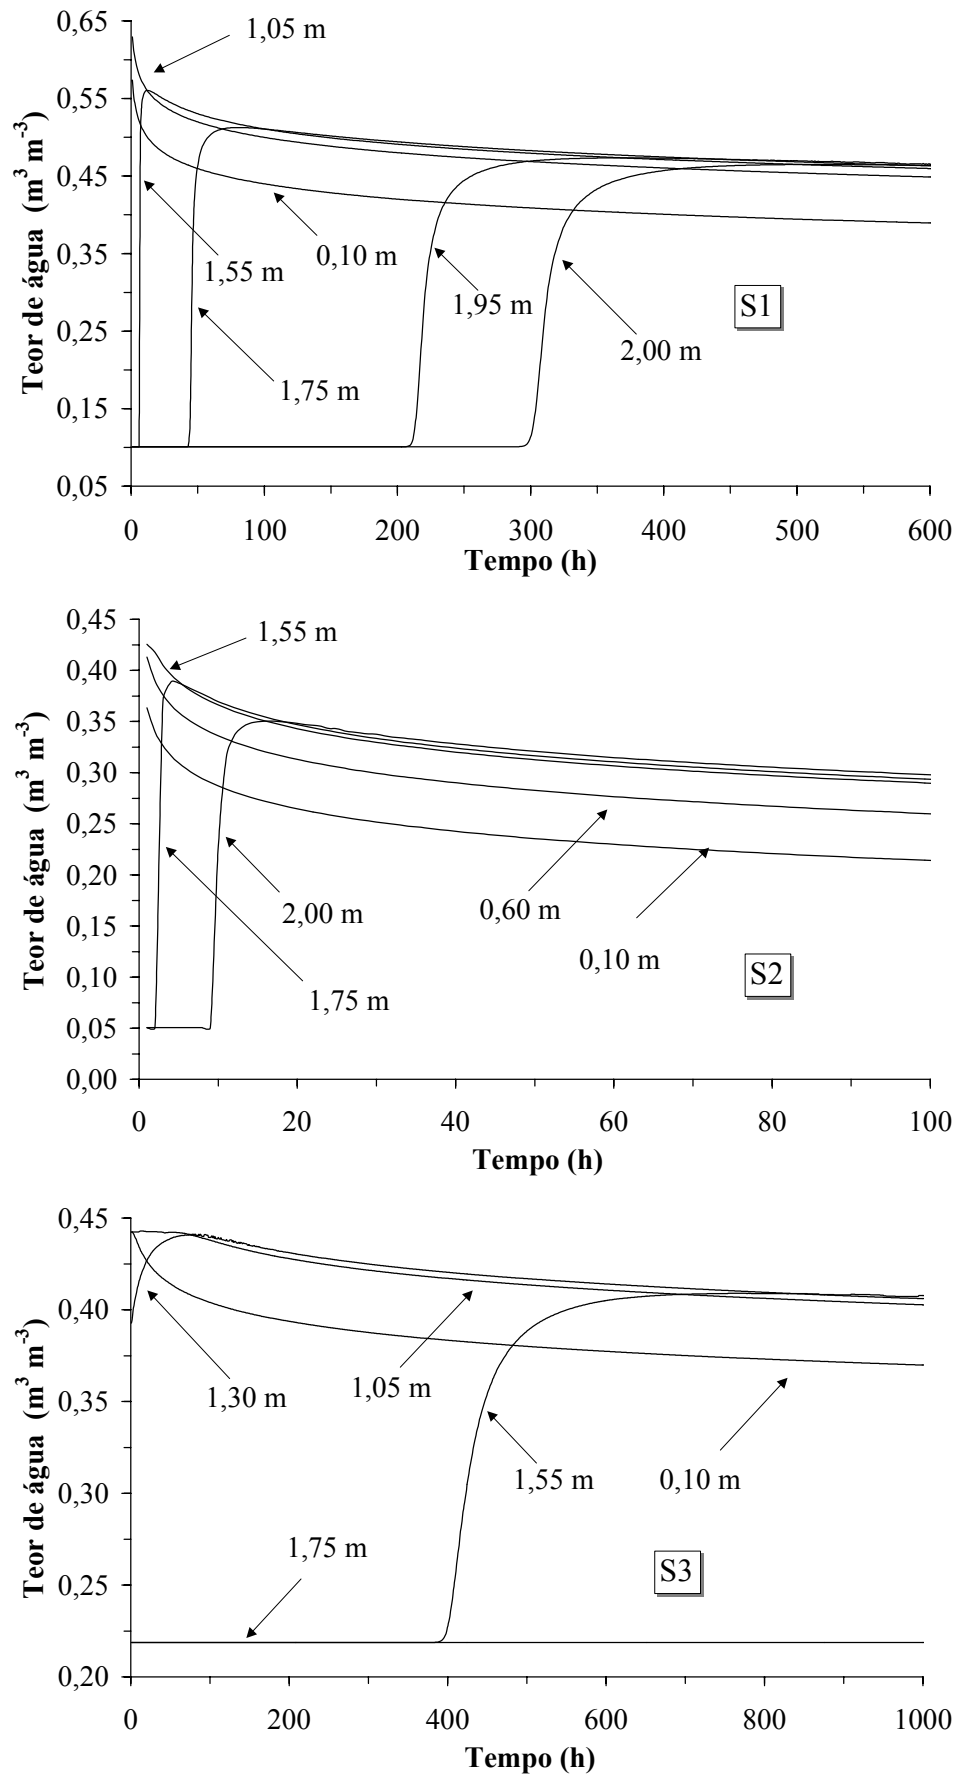 0,65
1,05 m
0,55
0,45
0,35
0,25
0,15
0,05
Teor de água (m³ m⁻³)
0,10 m
1,55 m
1,95 m
S1
2,00 m
1,75 m
0 100 200 300 400 500 600
Tempo (h)
0,45
1,55 m
0,40
0,35
0,30
0,25
0,20
0,15
0,10
0,05
0,00
Teor de água (m³ m⁻³)
2,00 m
0,60 m
0,10 m
S2
1,75 m
0 20 40 60 80 100
Tempo (h)
0,45
0,40
0,35
0,30
0,25
0,20
Teor de água (m³ m⁻³)
1,30 m
1,05 m
1,55 m
0,10 m
1,75 m
S3
0 200 400 600 800 1000
Tempo (h)